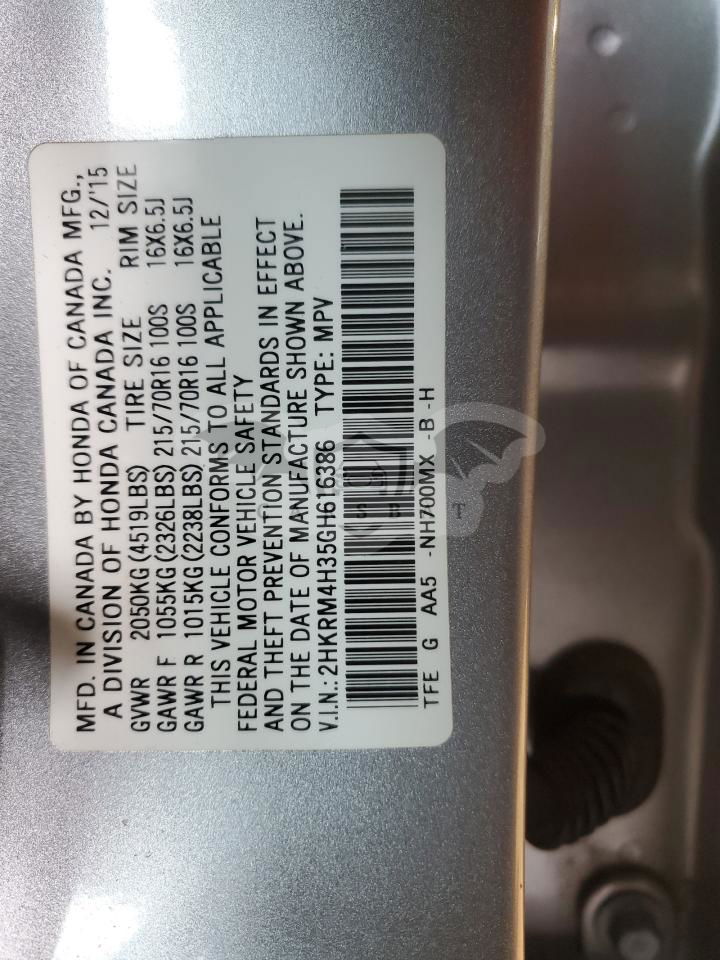 MFD. IN CANADA BY HONDA OF CANADA MFG.,
A DIVISION OF HONDA CANADA INC. 12/'15
GVWR 2050KG (4519LBS) TIRE SIZE RIM SIZE
GAWR F 1055KG (2326LBS) 215/70R16 100S 16X6.5J
GAWR R 1015KG (2238LBS) 215/70R16 100S 16X6.5J
THIS VEHICLE CONFORMS TO ALL APPLICABLE
FEDERAL MOTOR VEHICLE SAFETY
AND THEFT PREVENTION STANDARDS IN EFFECT
ON THE DATE OF MANUFACTURE SHOWN ABOVE.
V.I.N.: 2HKRM4H35GH616386 TYPE: MPV
TFE G AA5 -NH700MX -B -H